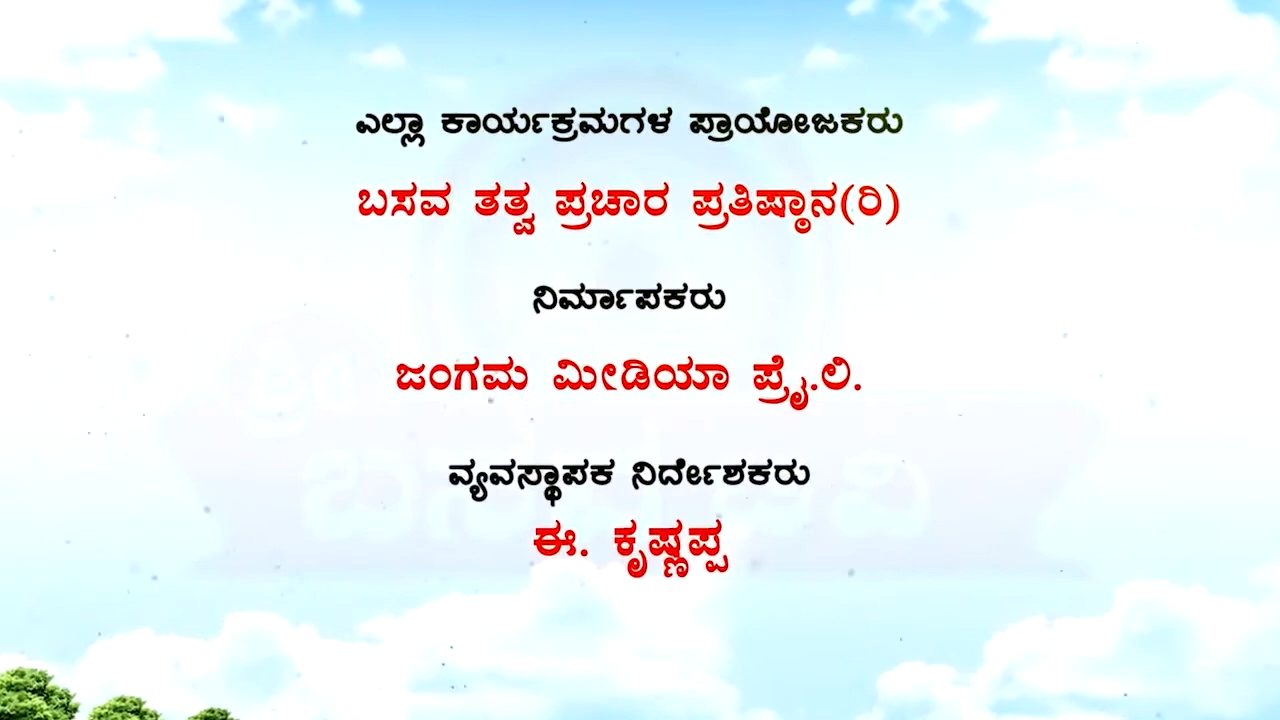 ಎಲ್ಲಾ ಕಾರ್ಯಕ್ರಮಗಳ ಪ್ರಾಯೋಜಕರು
ಬಸವ ತತ್ವ ಪ್ರಚಾರ ಪ್ರತಿಷ್ಠಾನ(ರಿ)
ನಿರ್ಮಾಪಕರು
ಜಂಗಮ ಮೀಡಿಯಾ ಪ್ರೈ.ಲಿ.
ವ್ಯವಸ್ಥಾಪಕ ನಿರ್ದೇಶಕರು
ಈ. ಕೃಷ್ಣಪ್ಪ